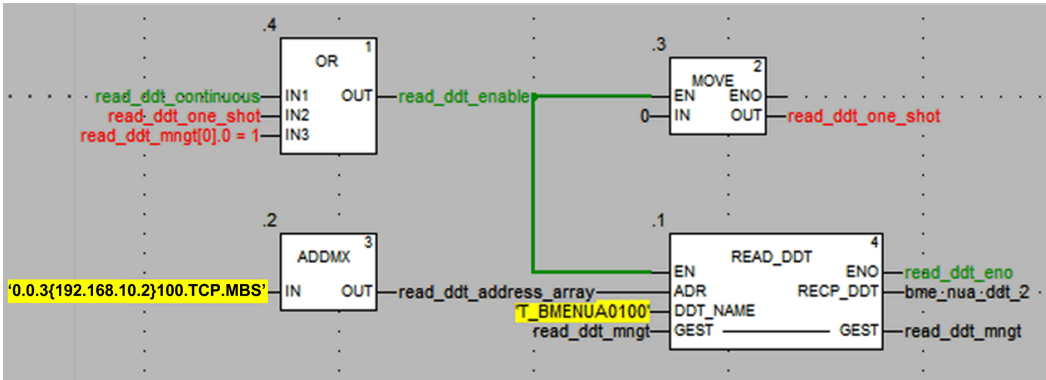 .4
1
OR
read_ddt_continuous IN1 OUT read_ddt_enable
read_ddt_one_shot IN2
read_ddt_mngt[0].0 = 1 IN3
.3
2
MOVE
EN ENO
0 IN OUT read_ddt_one_shot
.2
3
ADDMX
‘0.0.3{192.168.10.2}100.TCP.MBS’ IN OUT read_ddt_address_array
.1
4
READ_DDT
EN ENO read_ddt_eno
ADR RECP_DDT bme_nua_ddt_2
'T_BMENUA0100' DDT_NAME
read_ddt_mngt GEST GEST read_ddt_mngt